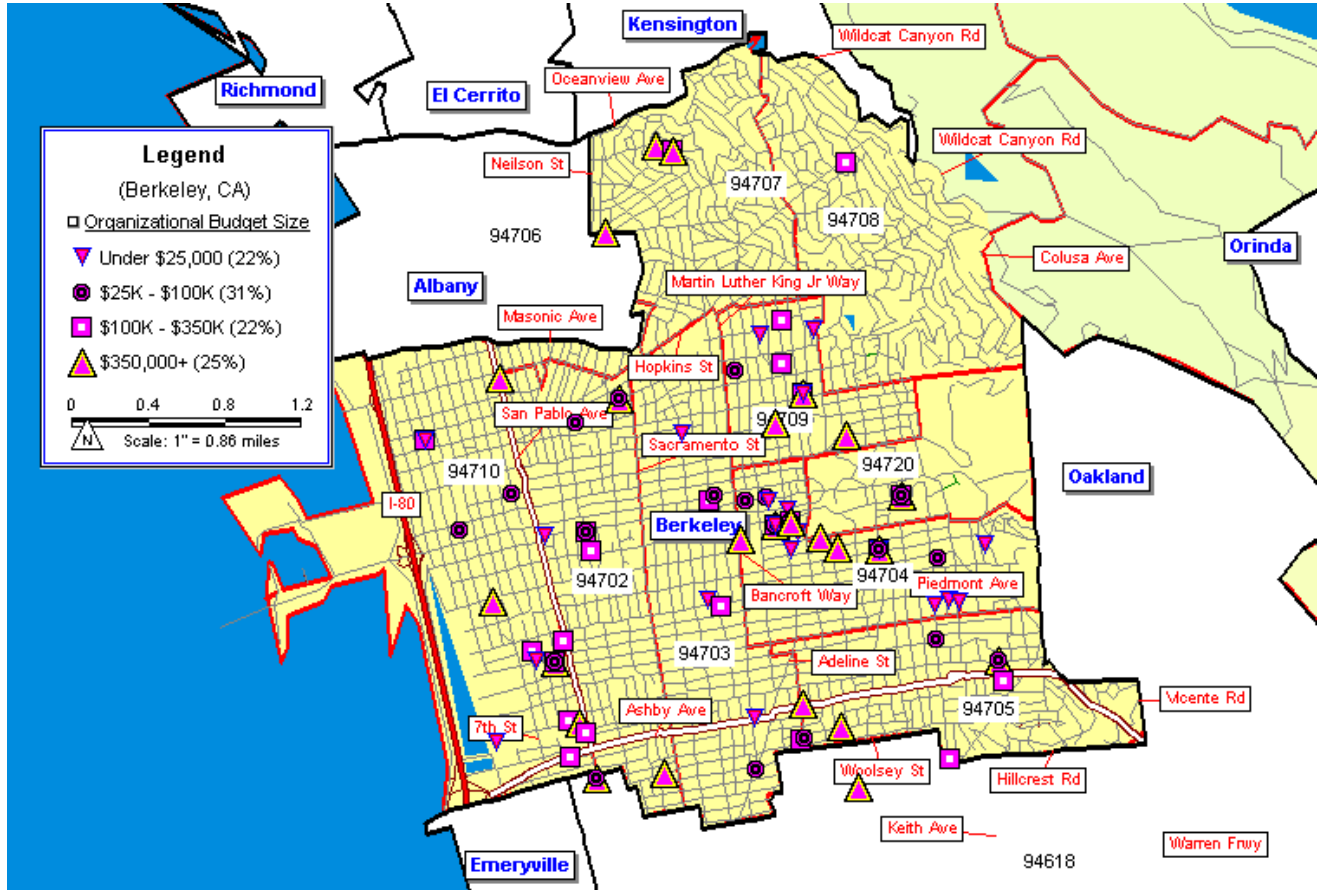 Kensington
Wildcat Canyon Rd
Oceanview Ave
Richmond
El Cerrito
Legend
(Berkeley, CA)
Organizational Budget Size
Under $25,000 (22%)
$25K - $100K (31%)
$100K - $350K (22%)
$350,000+ (25%)
0 0.4 0.8 1.2
N
Scale: 1" = 0.86 miles
Wildcat Canyon Rd
Neilson St
94707
94708
94706
Orinda
Colusa Ave
Albany
Martin Luther King Jr Way
Masonic Ave
Hopkins St
San Pablo Ave
94709
Sacramento St
94710
94720
Oakland
I-80
Berkeley
94702
94704
Piedmont Ave
Bancroft Way
94703
Adeline St
Vicente Rd
94705
Ashby Ave
7th St
Woolsey St
Hillcrest Rd
Keith Ave
Warren Frwy
94618
Emeryville